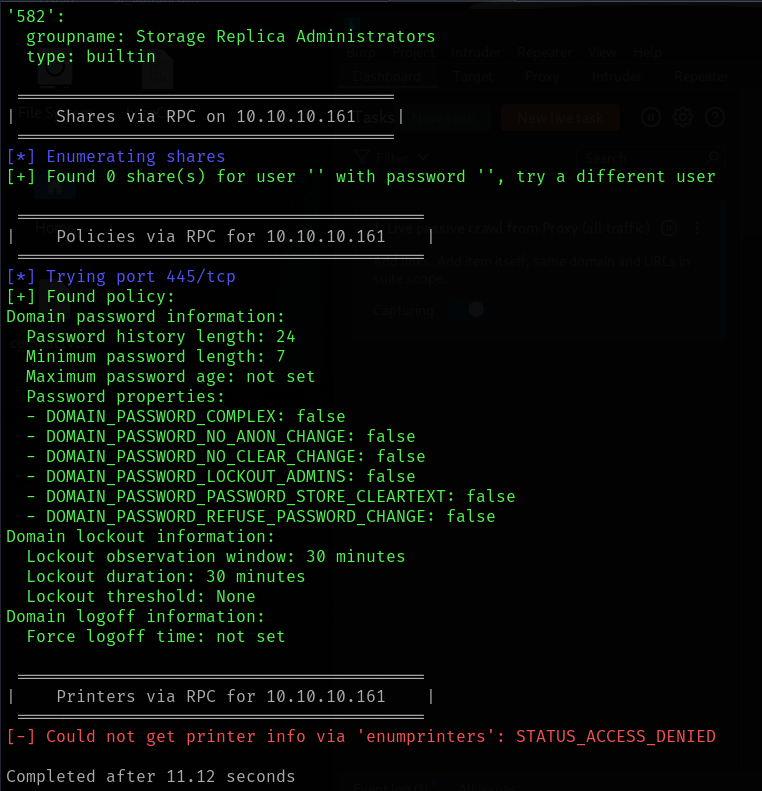 '582':
  groupname: Storage Replica Administrators
  type: builtin
|    Shares via RPC on 10.10.10.161    |
[*] Enumerating shares
[+] Found 0 share(s) for user '' with password '', try a different user
|    Policies via RPC for 10.10.10.161    |
[*] Trying port 445/tcp
[+] Found policy:
Domain password information:
  Password history length: 24
  Minimum password length: 7
  Maximum password age: not set
  Password properties:
  - DOMAIN_PASSWORD_COMPLEX: false
  - DOMAIN_PASSWORD_NO_ANON_CHANGE: false
  - DOMAIN_PASSWORD_NO_CLEAR_CHANGE: false
  - DOMAIN_PASSWORD_LOCKOUT_ADMINS: false
  - DOMAIN_PASSWORD_PASSWORD_STORE_CLEARTEXT: false
  - DOMAIN_PASSWORD_REFUSE_PASSWORD_CHANGE: false
Domain lockout information:
  Lockout observation window: 30 minutes
  Lockout duration: 30 minutes
  Lockout threshold: None
Domain logoff information:
  Force logoff time: not set
|    Printers via RPC for 10.10.10.161    |
[-] Could not get printer info via 'enumprinters': STATUS_ACCESS_DENIED
Completed after 11.12 seconds